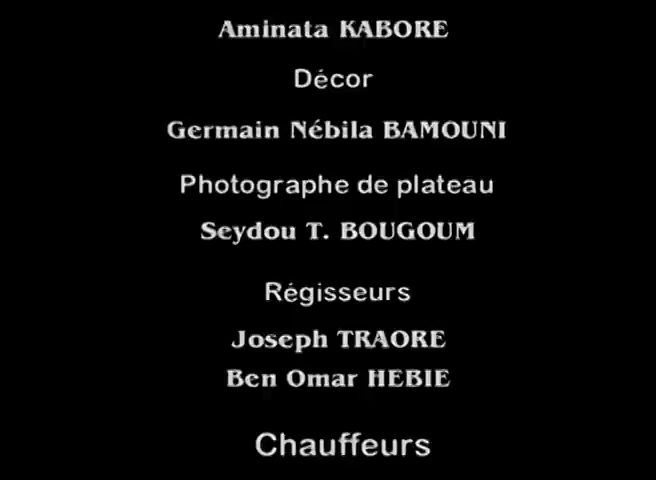 Aminata KABORE
Décor
Germain Nébila BAMOUNI
Photographe de plateau
Seydou T. BOUGOUM
Régisseurs
Joseph TRAORE
Ben Omar HEBIE
Chauffeurs